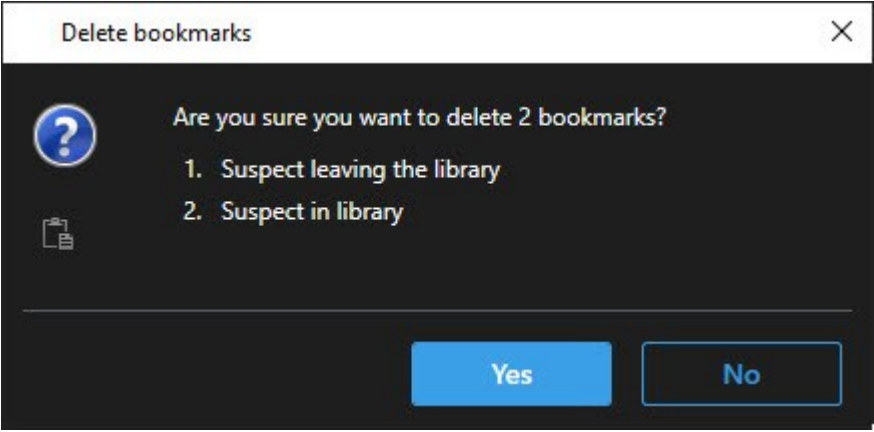 Delete bookmarks
Are you sure you want to delete 2 bookmarks?
1. Suspect leaving the library
2. Suspect in library
Yes No